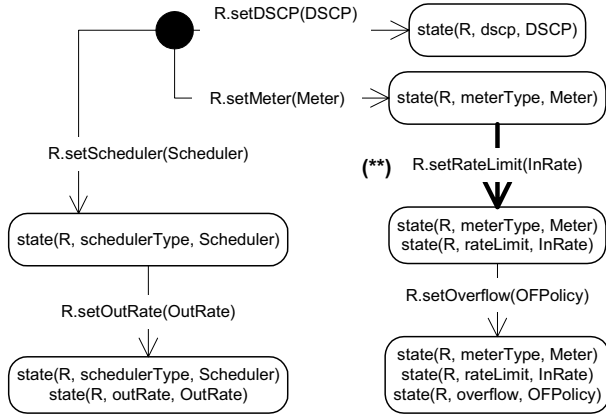 R.setDSCP(DSCP)
state(R, dscp, DSCP)
R.setMeter(Meter)
state(R, meterType, Meter)
R.setScheduler(Scheduler)
(**)
R.setRateLimit(InRate)
state(R, schedulerType, Scheduler)
state(R, meterType, Meter)
state(R, rateLimit, InRate)
R.setOutRate(OutRate)
R.setOverflow(OFPolicy)
state(R, schedulerType, Scheduler)
state(R, outRate, OutRate)
state(R, meterType, Meter)
state(R, rateLimit, InRate)
state(R, overflow, OFPolicy)